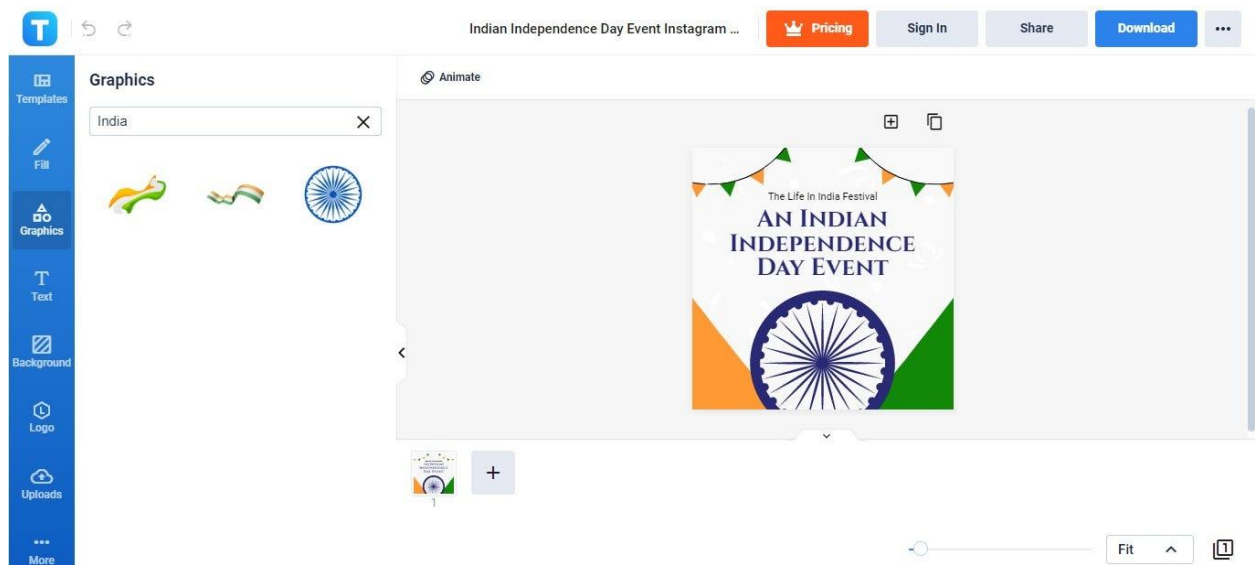 T
Indian Independence Day Event Instagram ...
Pricing
Sign In
Share
Download
Templates
Fill
Graphics
Text
Background
Logo
Uploads
More
Graphics
India
Animate
The Life In India Festival
AN INDIAN
INDEPENDENCE
DAY EVENT
1
Fit
1